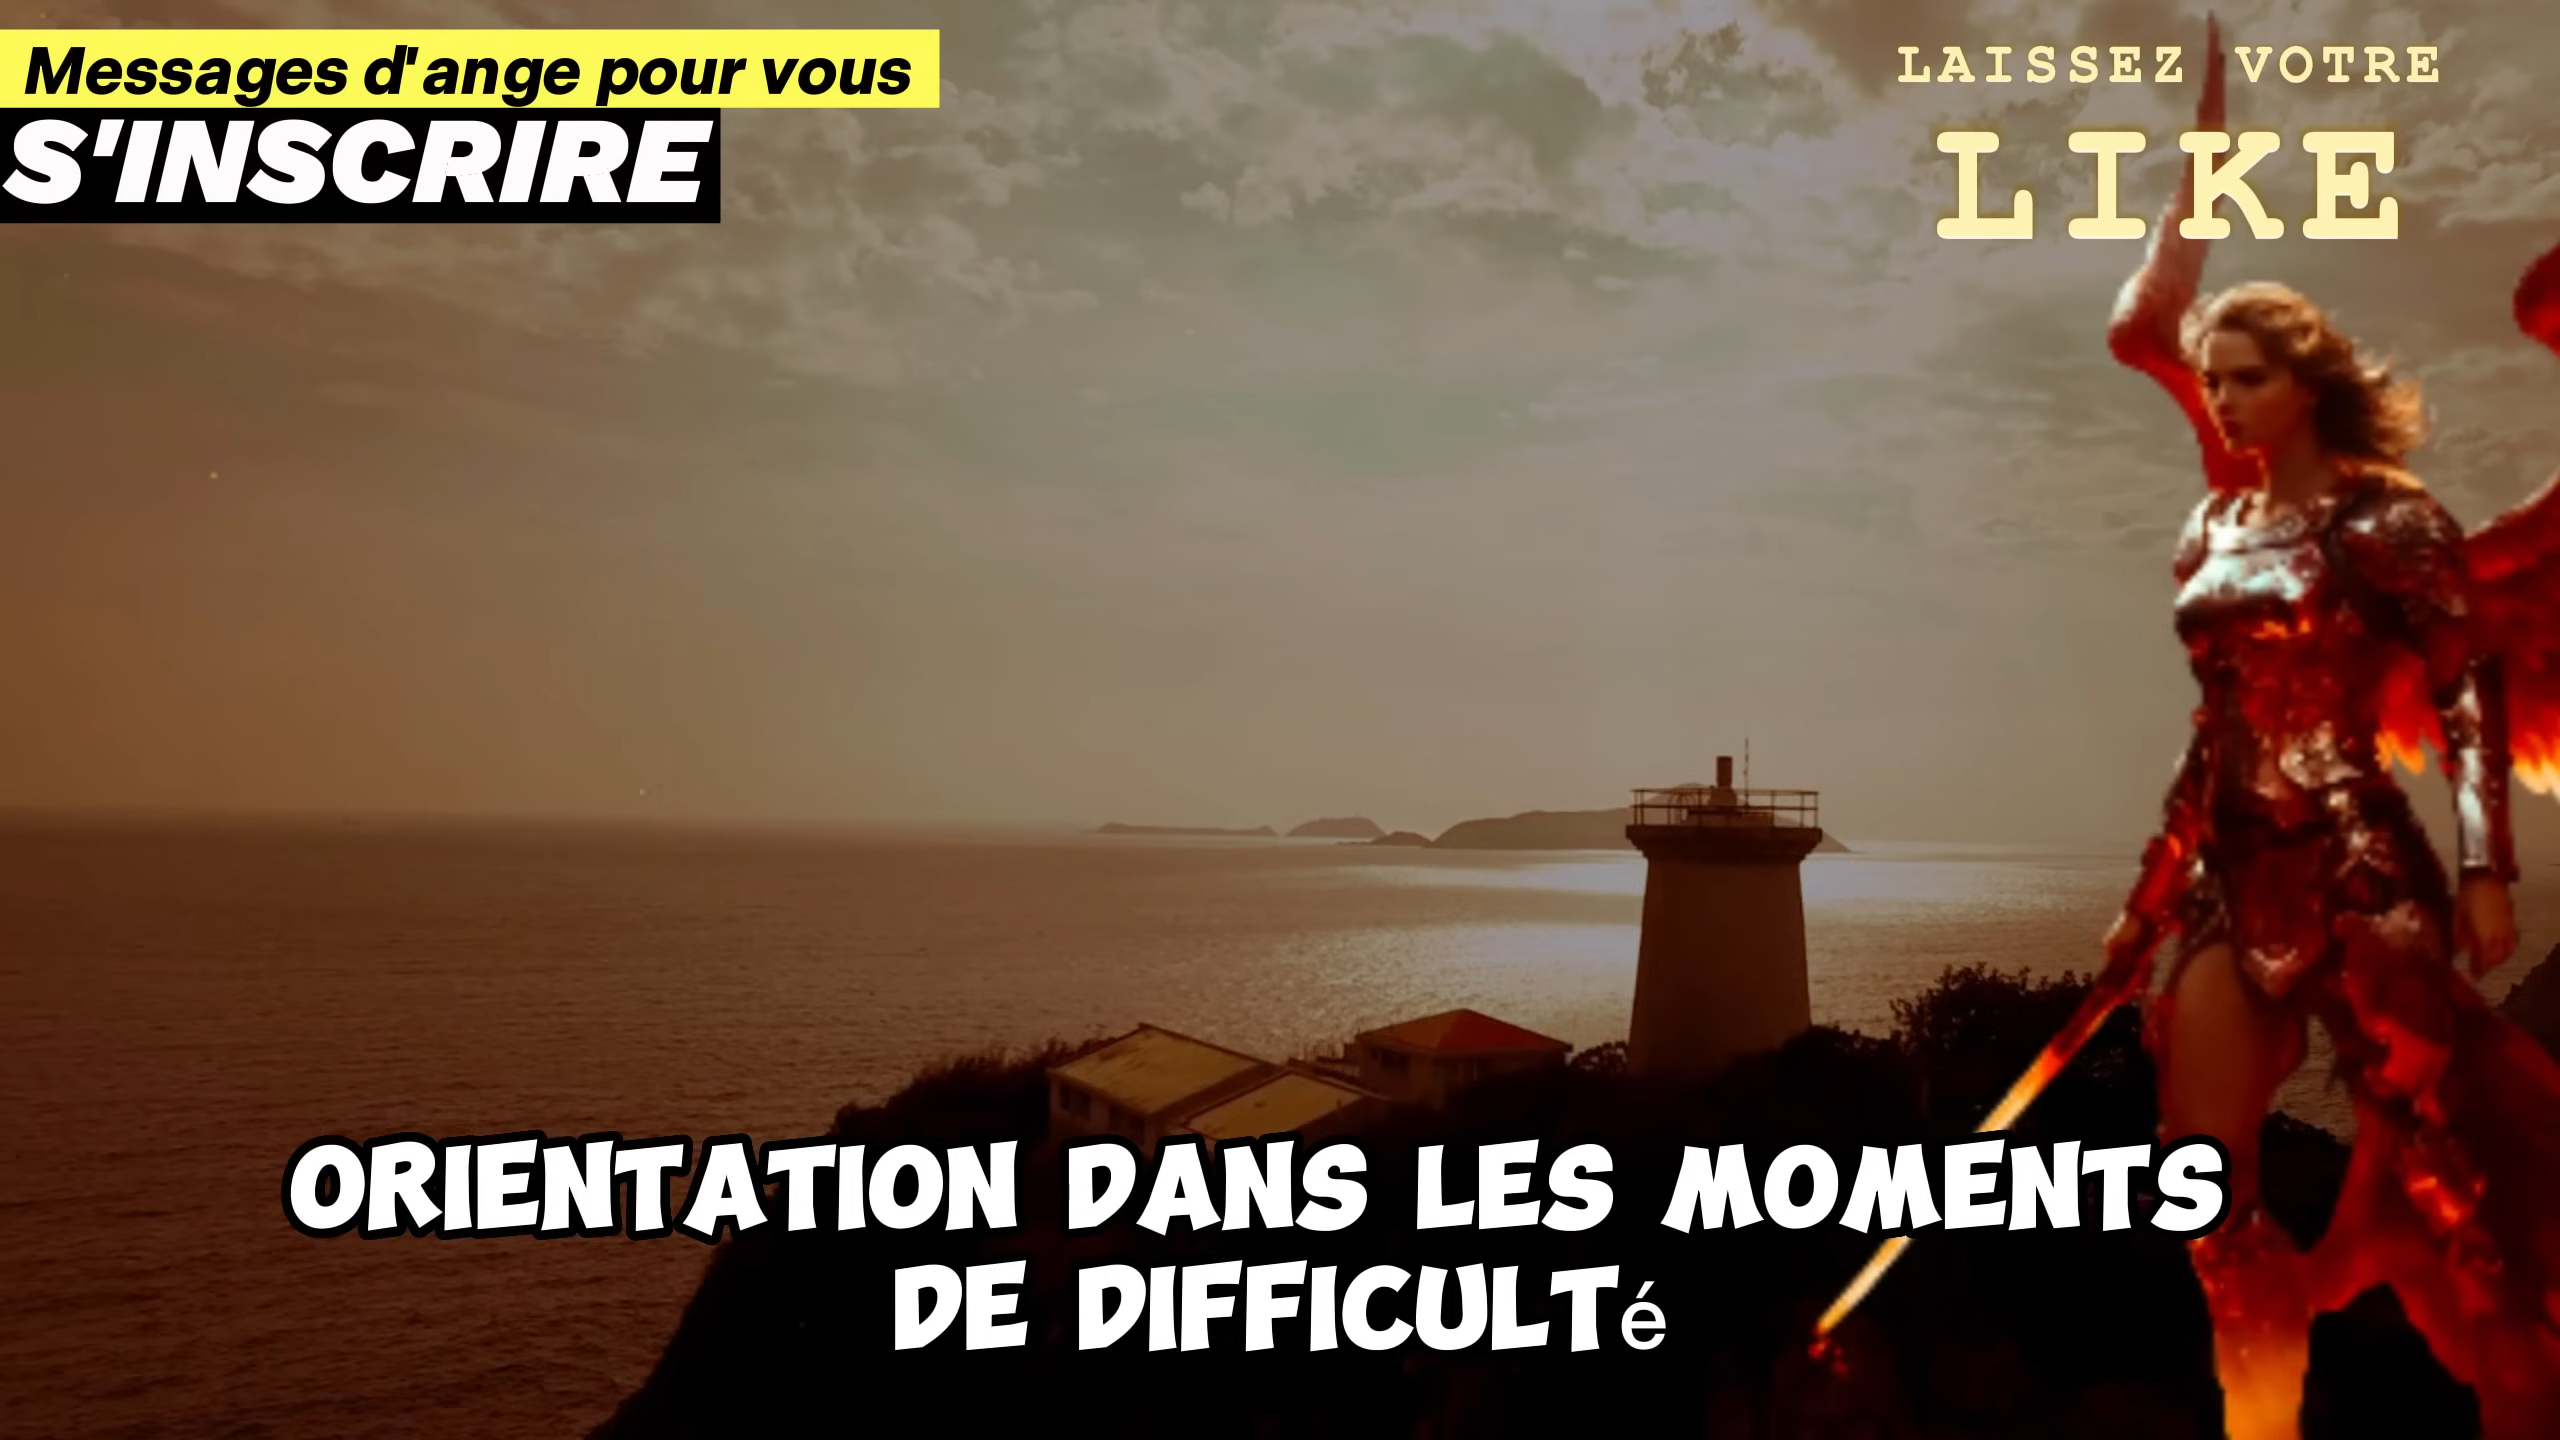 Messages d'ange pour vous
S'INSCRIRE
LAISSEZ VOTRE
LIKE
ORIENTATION DANS LES MOMENTS
DE DIFFICULTé